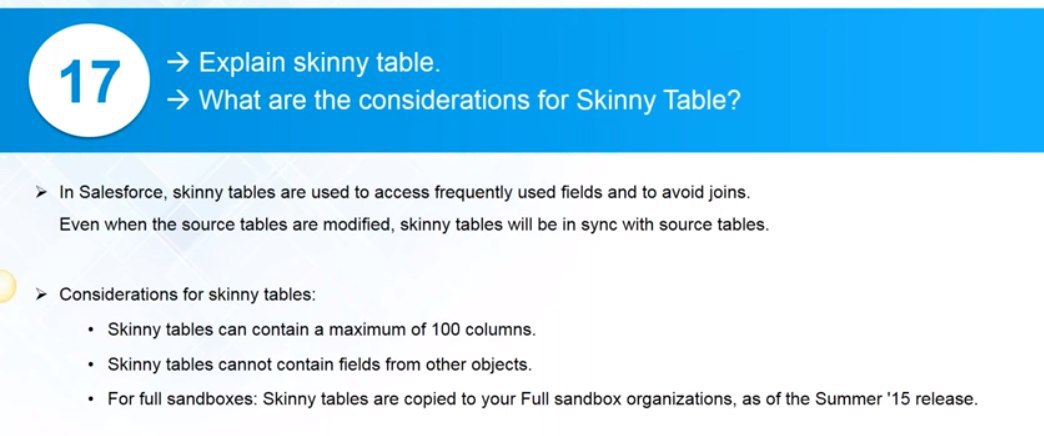 17
→ Explain skinny table.
→ What are the considerations for Skinny Table?
➢ In Salesforce, skinny tables are used to access frequently used fields and to avoid joins.
Even when the source tables are modified, skinny tables will be in sync with source tables.
➢ Considerations for skinny tables:
• Skinny tables can contain a maximum of 100 columns.
• Skinny tables cannot contain fields from other objects.
• For full sandboxes: Skinny tables are copied to your Full sandbox organizations, as of the Summer '15 release.